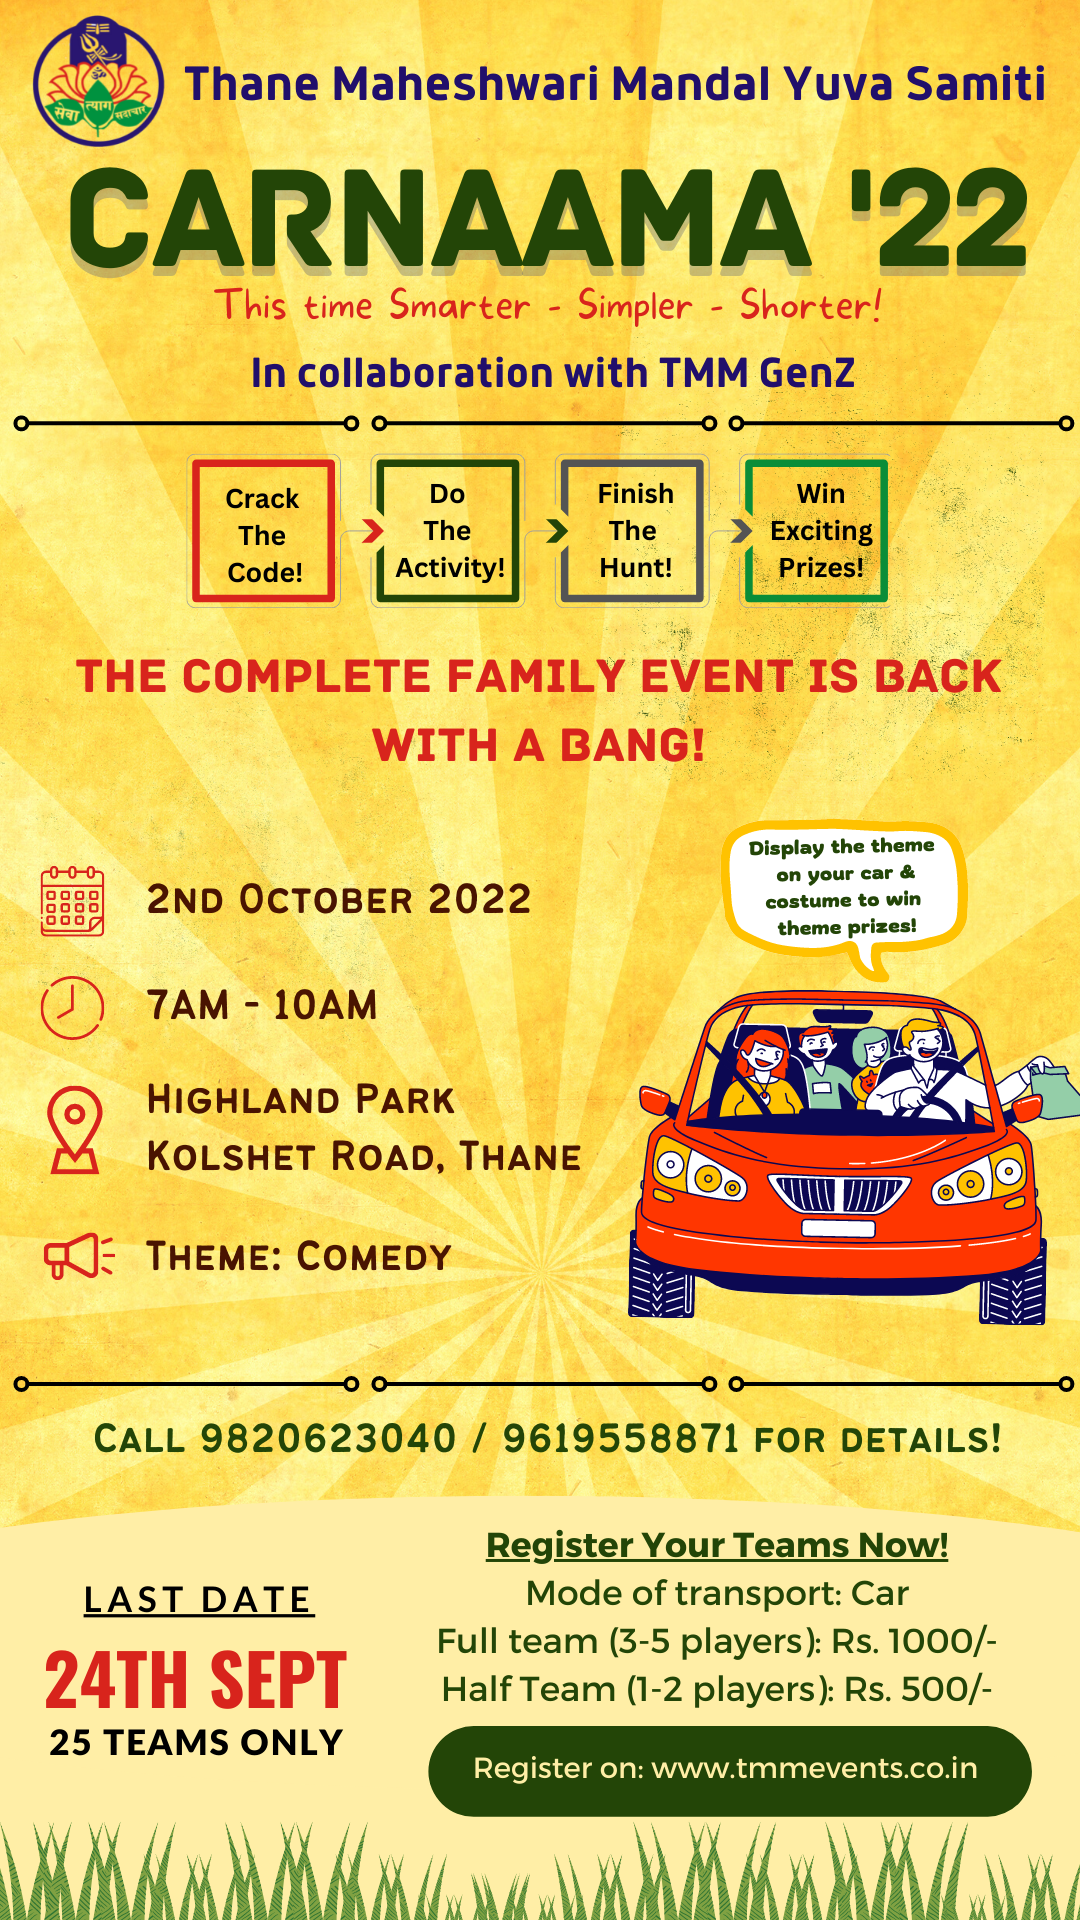 सेवा त्याग सदाचार
Thane Maheshwari Mandal Yuva Samiti
CARNAAMA '22
This time Smarter - Simpler - Shorter!
In collaboration with TMM GenZ
Crack
The
Code!
Do
The
Activity!
Finish
The
Hunt!
Win
Exciting
Prizes!
THE COMPLETE FAMILY EVENT IS BACK
WITH A BANG!
Display the theme
on your car &
costume to win
theme prizes!
2ND OCTOBER 2022
7AM - 10AM
HIGHLAND PARK
KOLSHET ROAD, THANE
THEME: COMEDY
CALL 9820623040 / 9619558871 FOR DETAILS!
LAST DATE
24TH SEPT
25 TEAMS ONLY
Register Your Teams Now!
Mode of transport: Car
Full team (3-5 players): Rs. 1000/-
Half Team (1-2 players): Rs. 500/-
Register on: www.tmmevents.co.in